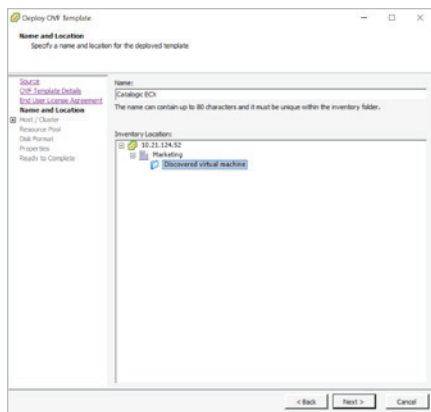 Deploy OVF Template
Name and Location
Specify a name and location for the deployed template
Source
OVF Template Details
End User License Agreement
Name and Location
Host / Cluster
Resource Pool
Disk Format
Properties
Ready to Complete
Name:
Catalogic ECX
The name can contain up to 80 characters and it must be unique within the inventory folder.
Inventory Location:
10.21.124.52
Marketing
Discovered virtual machine
< Back
Next >
Cancel